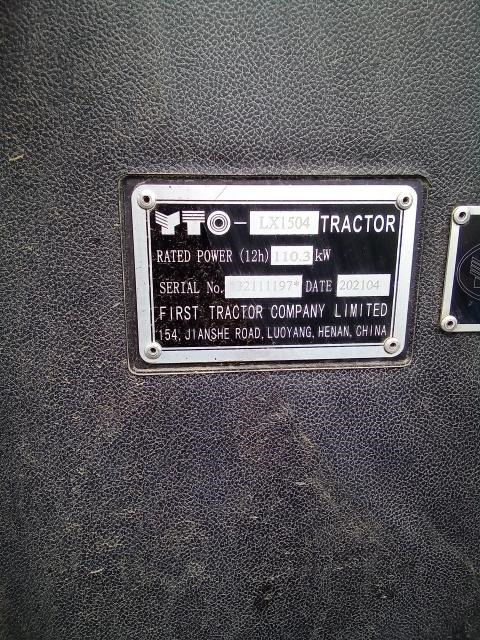 YTO-LX1504 TRACTOR
RATED POWER (12h) 110.3 kW
SERIAL No. *32111197* DATE 202104
FIRST TRACTOR COMPANY LIMITED
154, JIANSHE ROAD, LUOYANG, HENAN, CHINA